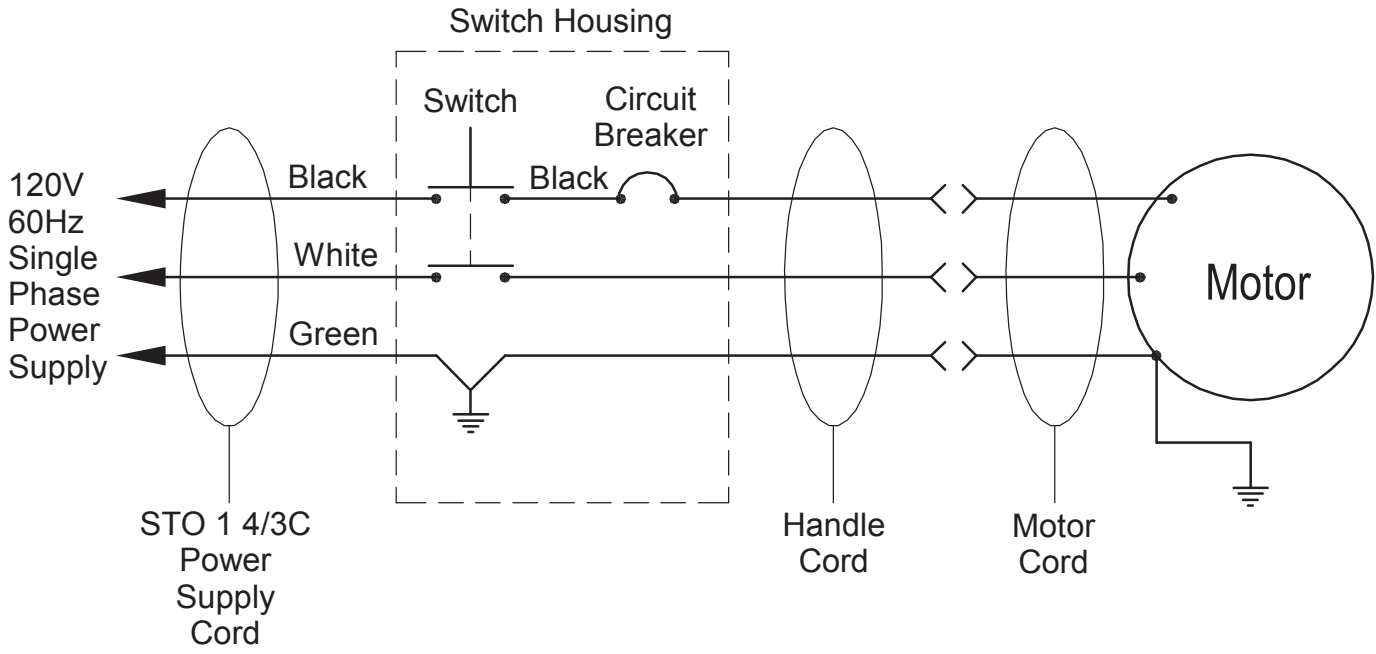 Switch Housing
Switch
Circuit
Breaker
120V
60Hz
Single
Phase
Power
Supply
Black
Black
White
Green
Motor
STO 1 4/3C
Power
Supply
Cord
Handle
Cord
Motor
Cord